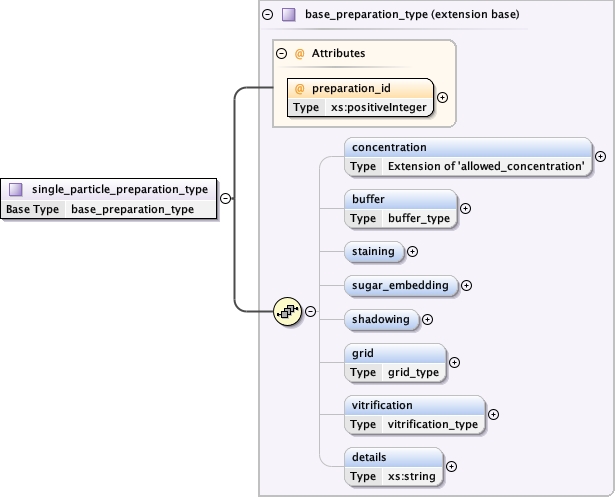 base_preparation_type (extension base)
@ Attributes
@ preparation_id
Type xs:positiveInteger
single_particle_preparation_type
Base Type base_preparation_type
concentration
Type Extension of 'allowed_concentration'
buffer
Type buffer_type
staining
sugar_embedding
shadowing
grid
Type grid_type
vitrification
Type vitrification_type
details
Type xs:string